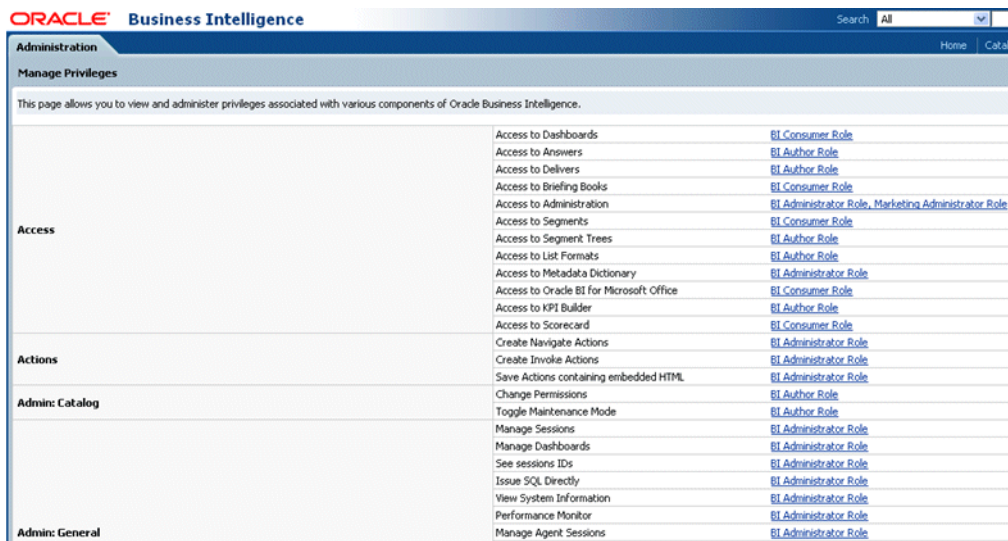 ORACLE Business Intelligence
Search All
Administration
Home Catal
Manage Privileges
This page allows you to view and administer privileges associated with various components of Oracle Business Intelligence.
Access
Access to Dashboards BI Consumer Role
Access to Answers BI Author Role
Access to Delivers BI Author Role
Access to Briefing Books BI Consumer Role
Access to Administration BI Administrator Role, Marketing Administrator Role
Access to Segments BI Consumer Role
Access to Segment Trees BI Author Role
Access to List Formats BI Author Role
Access to Metadata Dictionary BI Administrator Role
Access to Oracle BI for Microsoft Office BI Consumer Role
Access to KPI Builder BI Author Role
Access to Scorecard BI Consumer Role
Actions
Create Navigate Actions BI Administrator Role
Create Invoke Actions BI Administrator Role
Save Actions containing embedded HTML BI Administrator Role
Admin: Catalog
Change Permissions BI Author Role
Toggle Maintenance Mode BI Author Role
Admin: General
Manage Sessions BI Administrator Role
Manage Dashboards BI Administrator Role
See sessions IDs BI Administrator Role
Issue SQL Directly BI Administrator Role
View System Information BI Administrator Role
Performance Monitor BI Administrator Role
Manage Agent Sessions BI Administrator Role